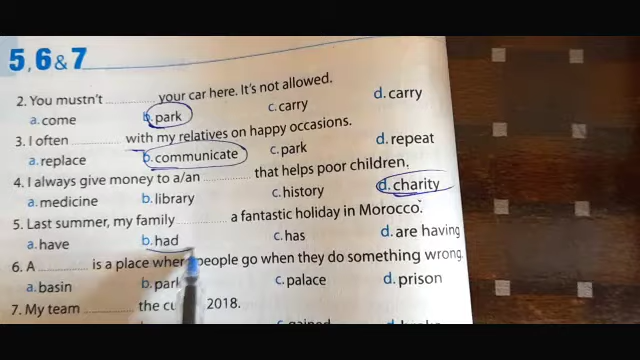 5, 6 & 7
2. You mustn't ............ your car here. It's not allowed.
a. come b. park c. carry d. carry
3. I often ............ with my relatives on happy occasions.
a. replace b. communicate c. park d. repeat
4. I always give money to a/an ............ that helps poor children.
a. medicine b. library c. history d. charity
5. Last summer, my family ............ a fantastic holiday in Morocco.
a. have b. had c. has d. are having
6. A ............ is a place where people go when they do something wrong.
a. basin b. park c. palace d. prison
7. My team ............ the 2018.